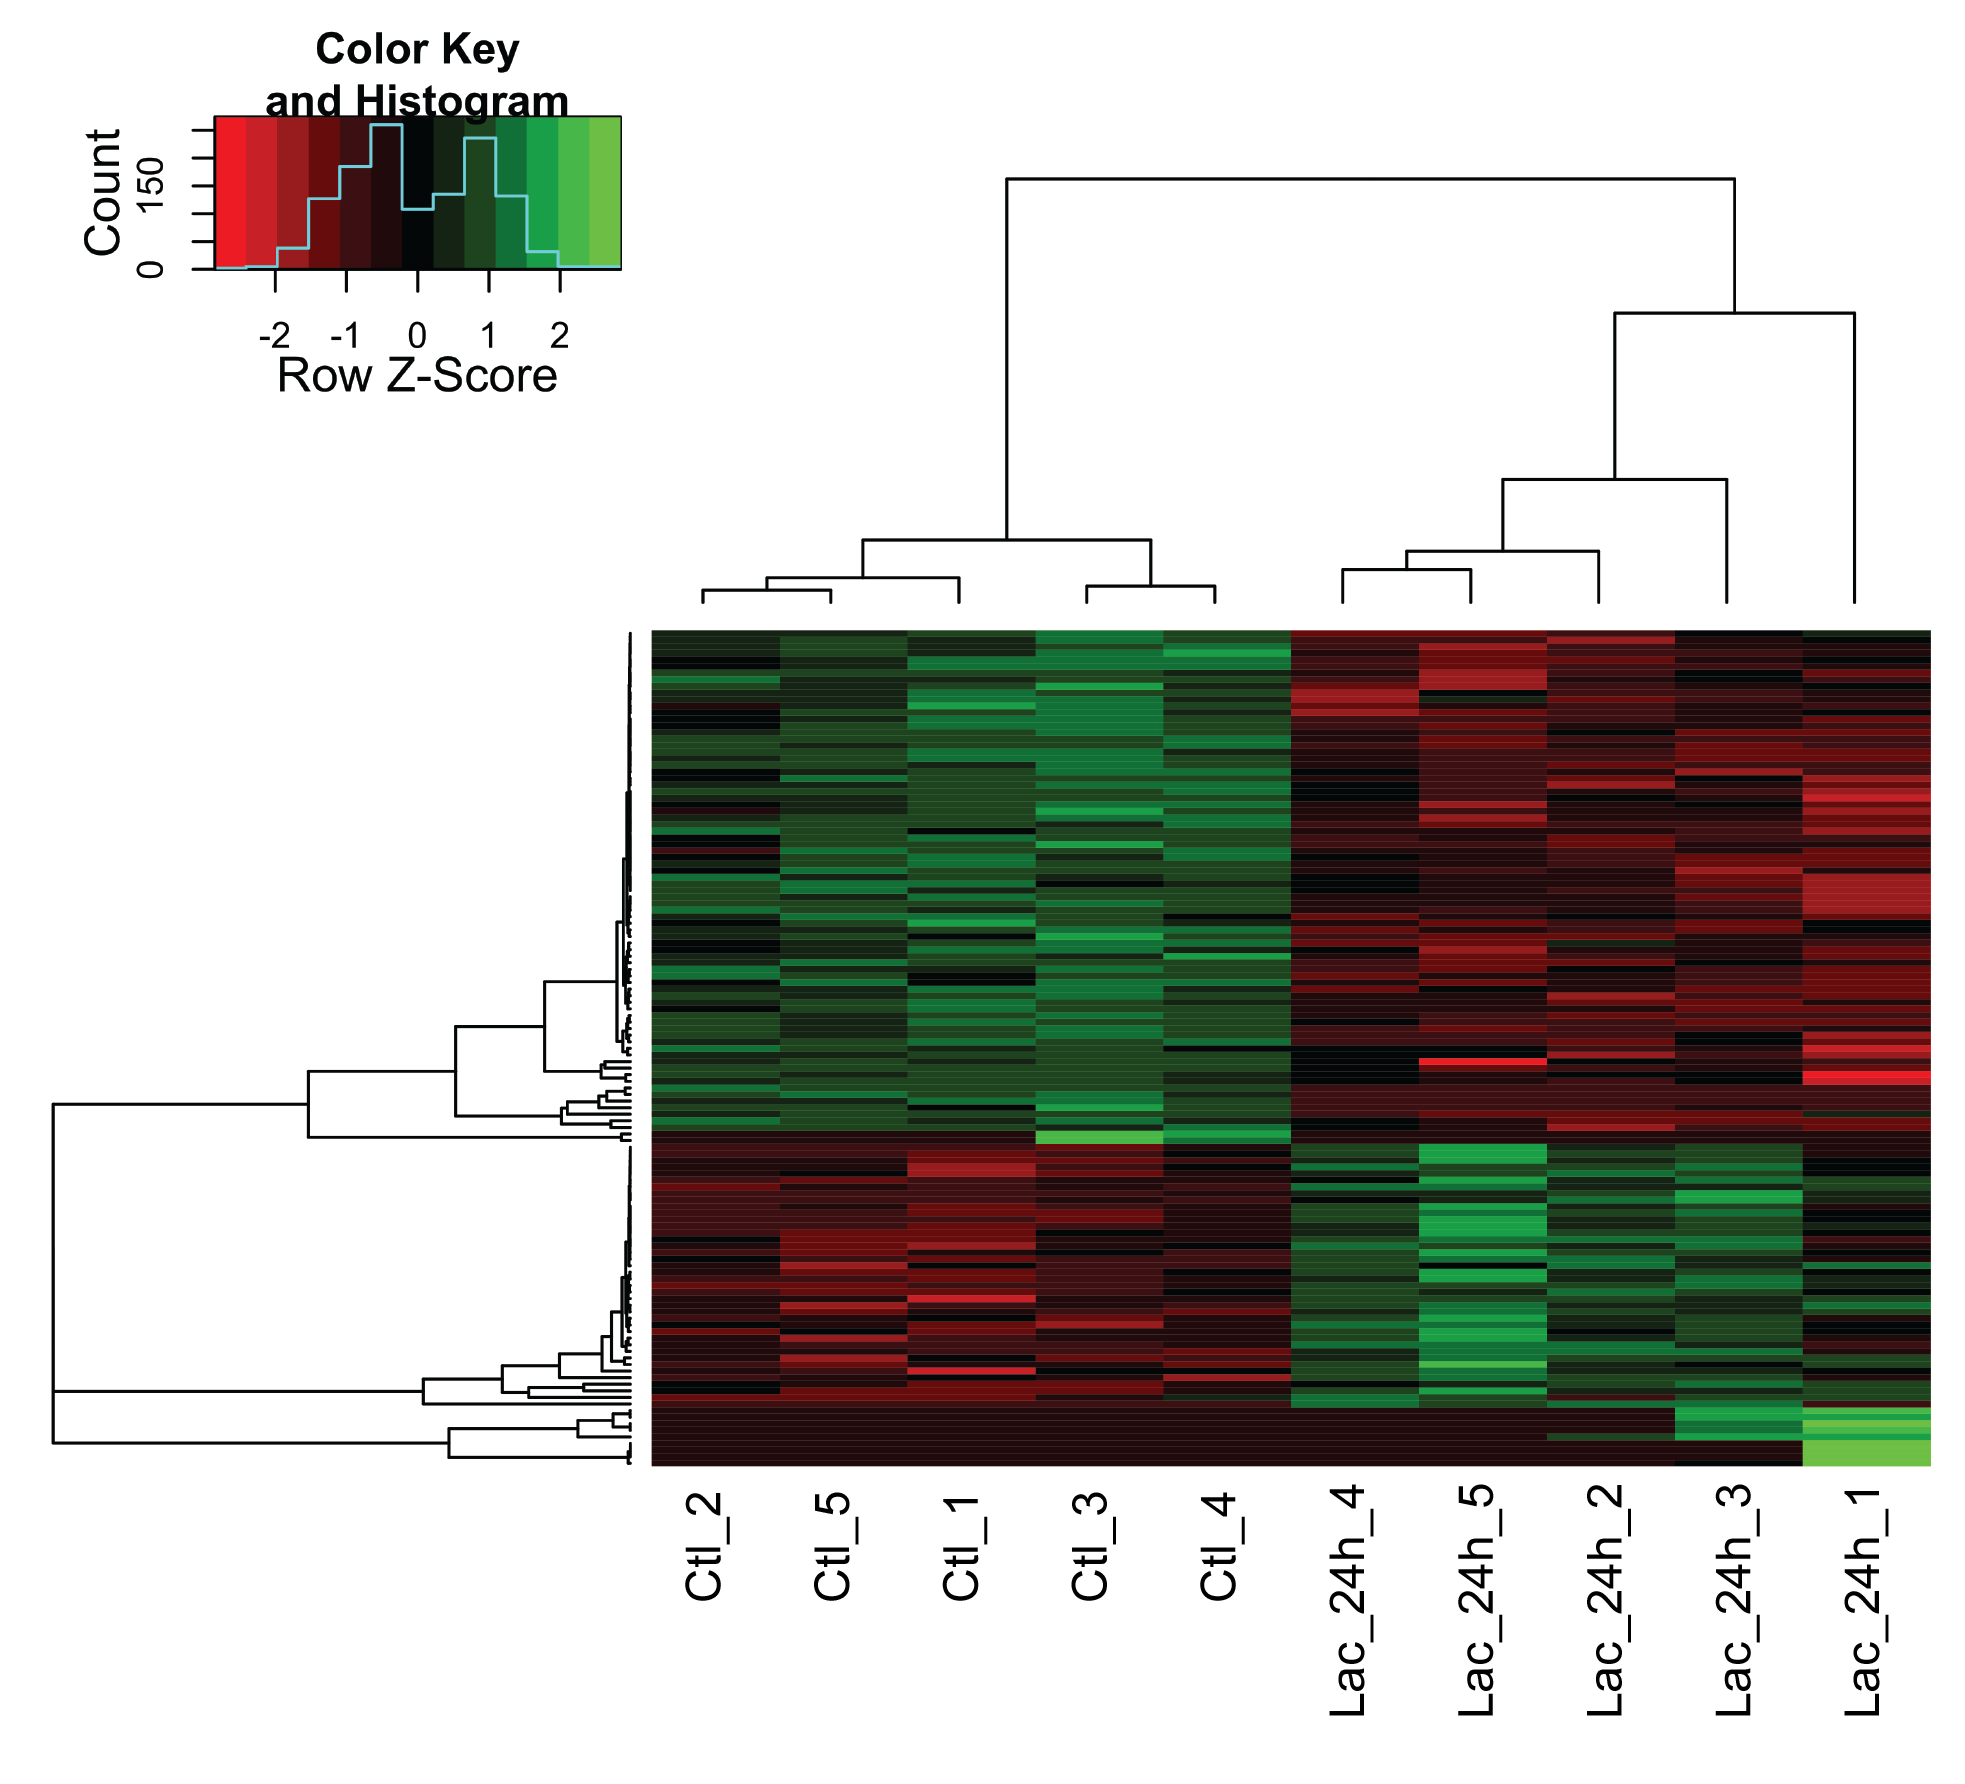 Color Key
and Histogram
Count
0 150
-2 -1 0 1 2
Row Z-Score
Ctl_2
Ctl_5
Ctl_1
Ctl_3
Ctl_4
Lac_24h_4
Lac_24h_5
Lac_24h_2
Lac_24h_3
Lac_24h_1